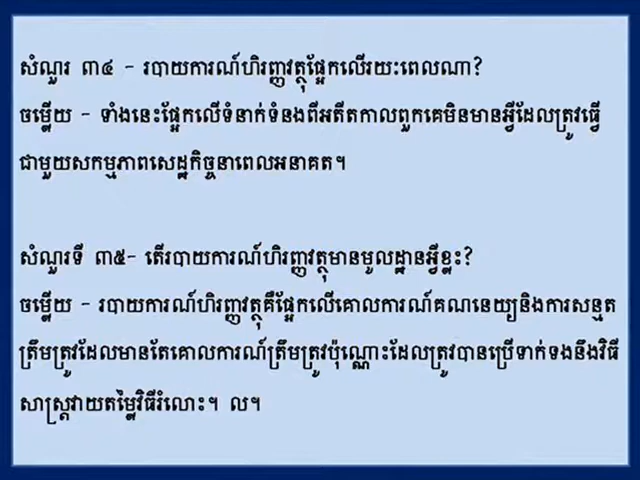 សំណួរ ៣៤ - របាយការណ៍ហិរញ្ញវត្ថុផ្អែកលើរយៈពេលណា?
ចម្លើយ - ទាំងនេះផ្អែកលើទំនាក់ទំនងពីអតីតកាលពួកគេមិនមានអ្វីដែលត្រូវធ្វើ
ជាមួយសកម្មភាពសេដ្ឋកិច្ចនាពេលអនាគត។
សំណួរទី ៣៥- តើរបាយការណ៍ហិរញ្ញវត្ថុមានមូលដ្ឋានអ្វីខ្លះ?
ចម្លើយ - របាយការណ៍ហិរញ្ញវត្ថុគឺផ្អែកលើគោលការណ៍គណនេយ្យនិងការសន្មត
ត្រឹមត្រូវដែលមានតែគោលការណ៍ត្រឹមត្រូវប៉ុណ្ណោះដែលត្រូវបានប្រើទាក់ទងនឹងវិធី
សាស្ត្រវាយតម្លៃវិធីរំលោះ។ ល។